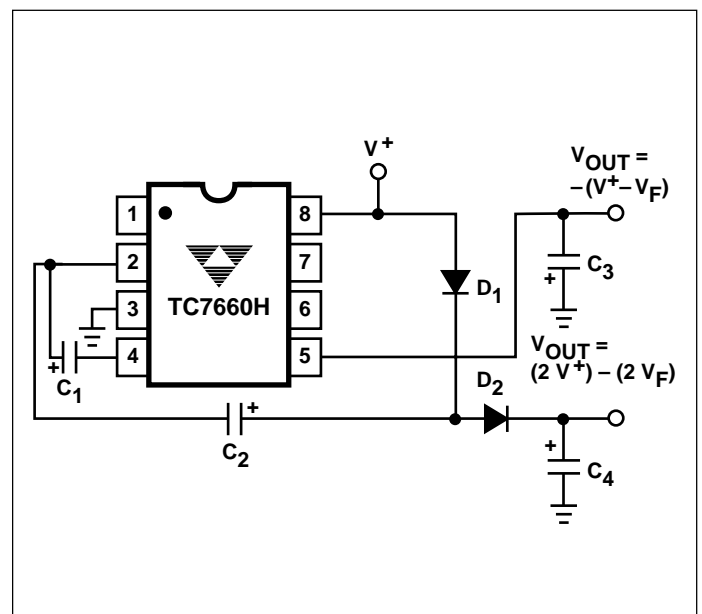 V+
VOUT =
–(V+–VF)
1
2
3
4
8
7
6
5
TC7660H
+
C1
+
C2
D1
D2
+
C3
VOUT =
(2 V+) – (2 VF)
+
C4